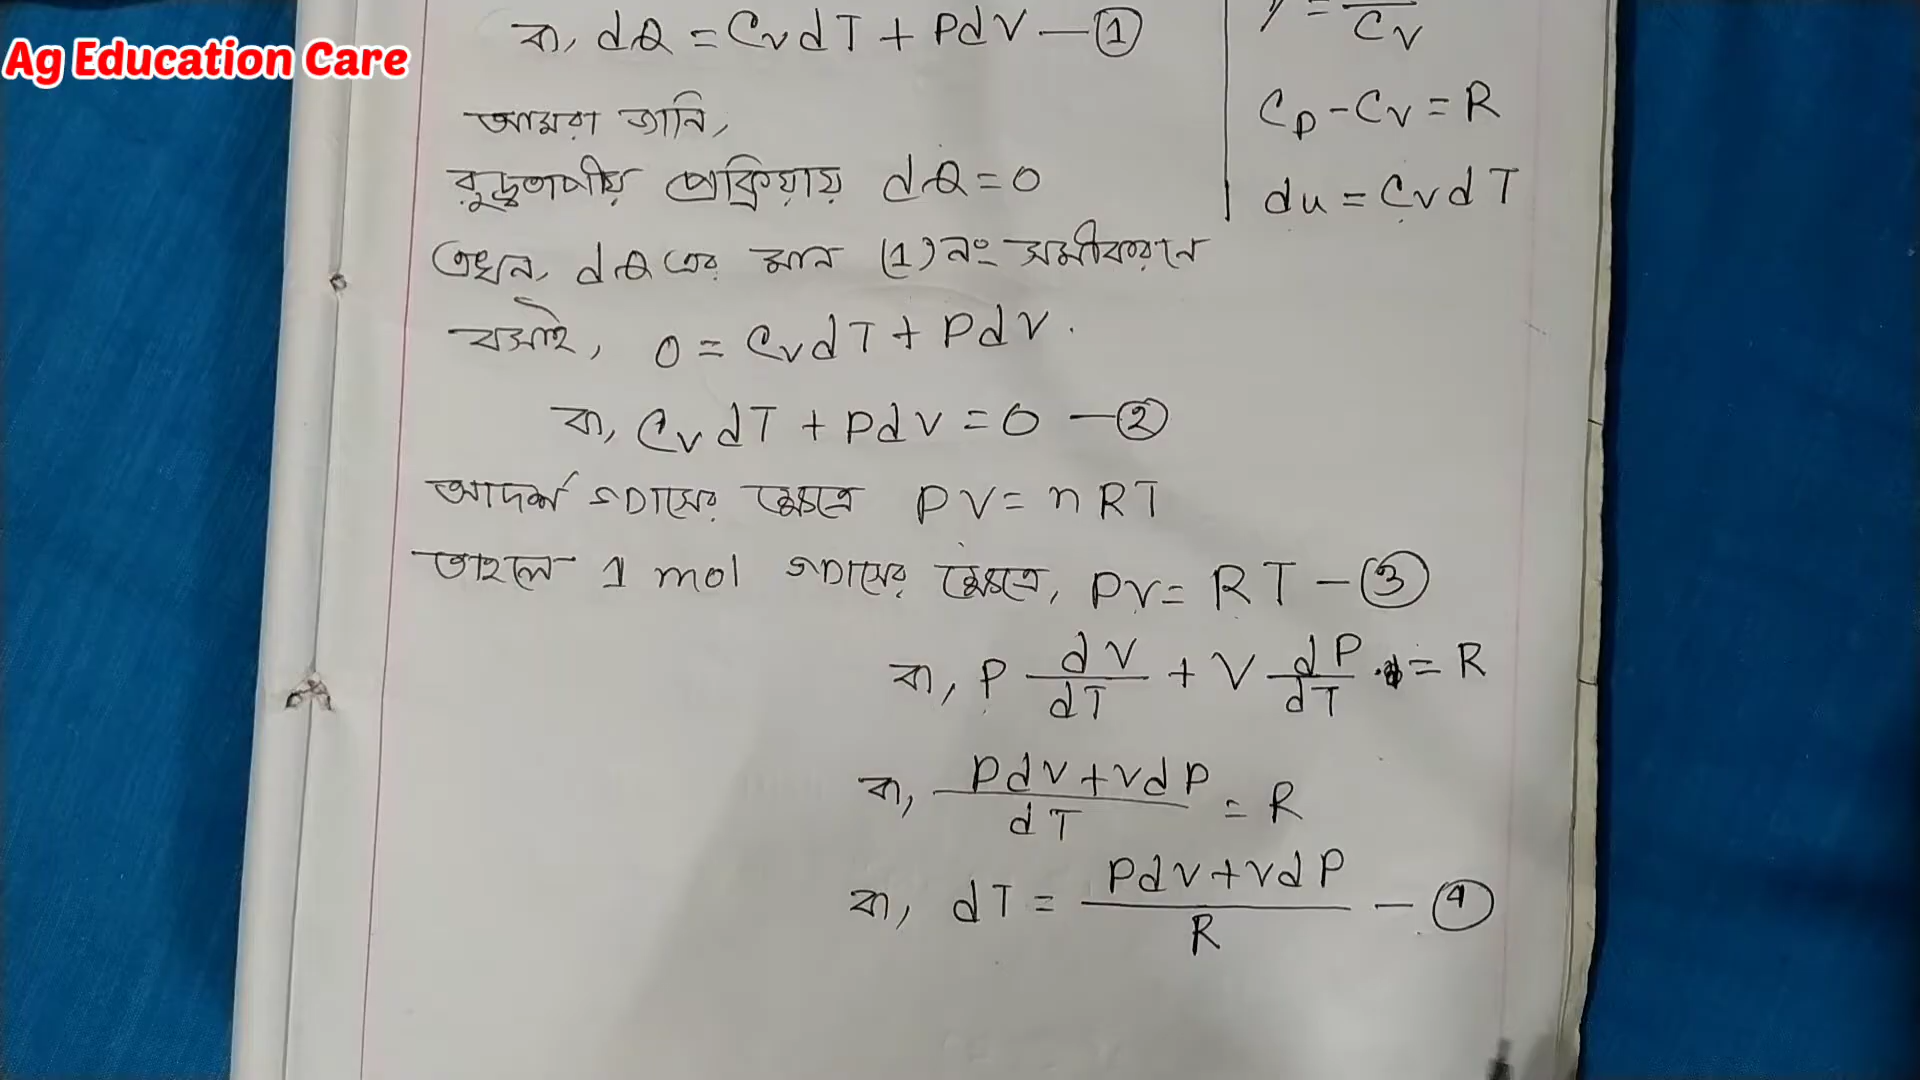 Ag Education Care
বা, dQ = CvdT + PdV — ①
আমরা জানি,
রুদ্ধতাপীয় প্রক্রিয়ায় dQ = 0
এখন, dQ এর মান (1) নং সমীকরনে
বসাই, 0 = CvdT + PdV.
বা, CvdT + PdV = 0 — ②
আদর্শ গ্যাসের ক্ষেত্রে PV = nRT
তাহলে 1 mol গ্যাসের ক্ষেত্রে, PV = RT — ③
বা, P dV/dT + V dP/dT = R
বা, PdV + VdP / dT = R
বা, dT = PdV + VdP / R — ④
γ = / Cv
Cp - Cv = R
du = CvdT